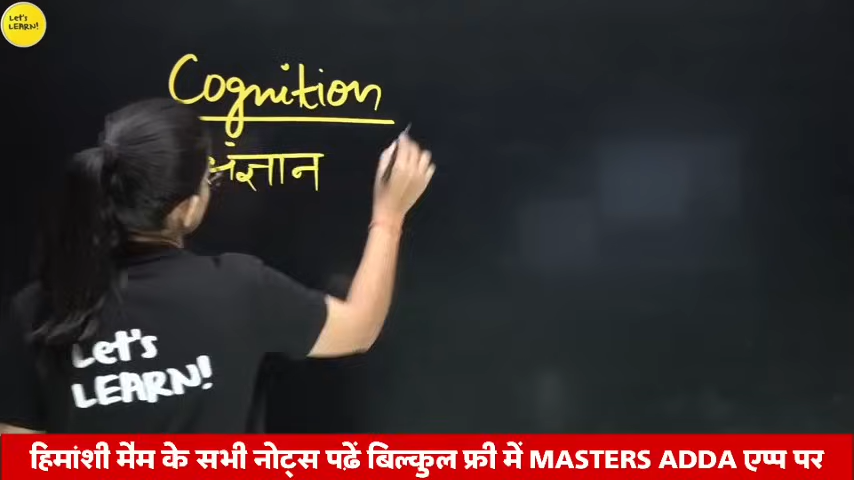 Let's
LEARN!
Cognition
संज्ञान
Let's
LEARN!
हिमांशी मैम के सभी नोट्स पढ़ें बिल्कुल फ्री में MASTERS ADDA एप्प पर